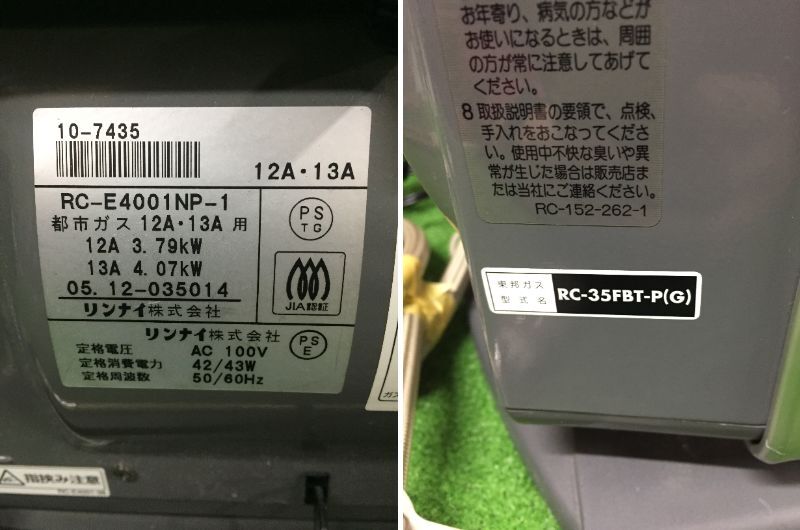 10-7435
12A・13A
RC-E4001NP-1
都市ガス 12A・13A 用
12A 3.79kW
13A 4.07kW
05.12-035014
リンナイ株式会社
PS
TG
JIA認証
リンナイ株式会社
定格電圧 AC 100V
定格消費電力 42/43W
定格周波数 50/60Hz
PS
E
指挟み注意
お年寄り、病気の方などが
お使いになるときは、周囲
の方が常に注意してあげて
ください。
8 取扱説明書の要領で、点検、
手入れをおこなってくださ
い。使用中不快な臭いや異
常が生じた場合は販売店ま
たは当社にご連絡ください。
RC-152-262-1
東邦ガス
型式名
RC-35FBT-P(G)